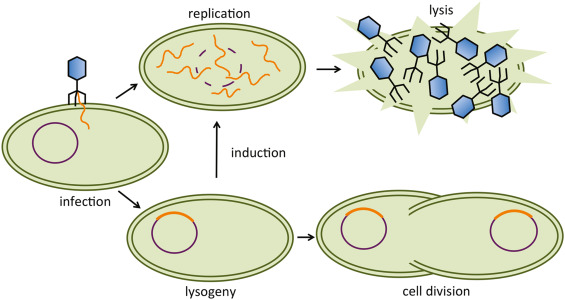 replication
lysis
induction
infection
lysogeny
cell division